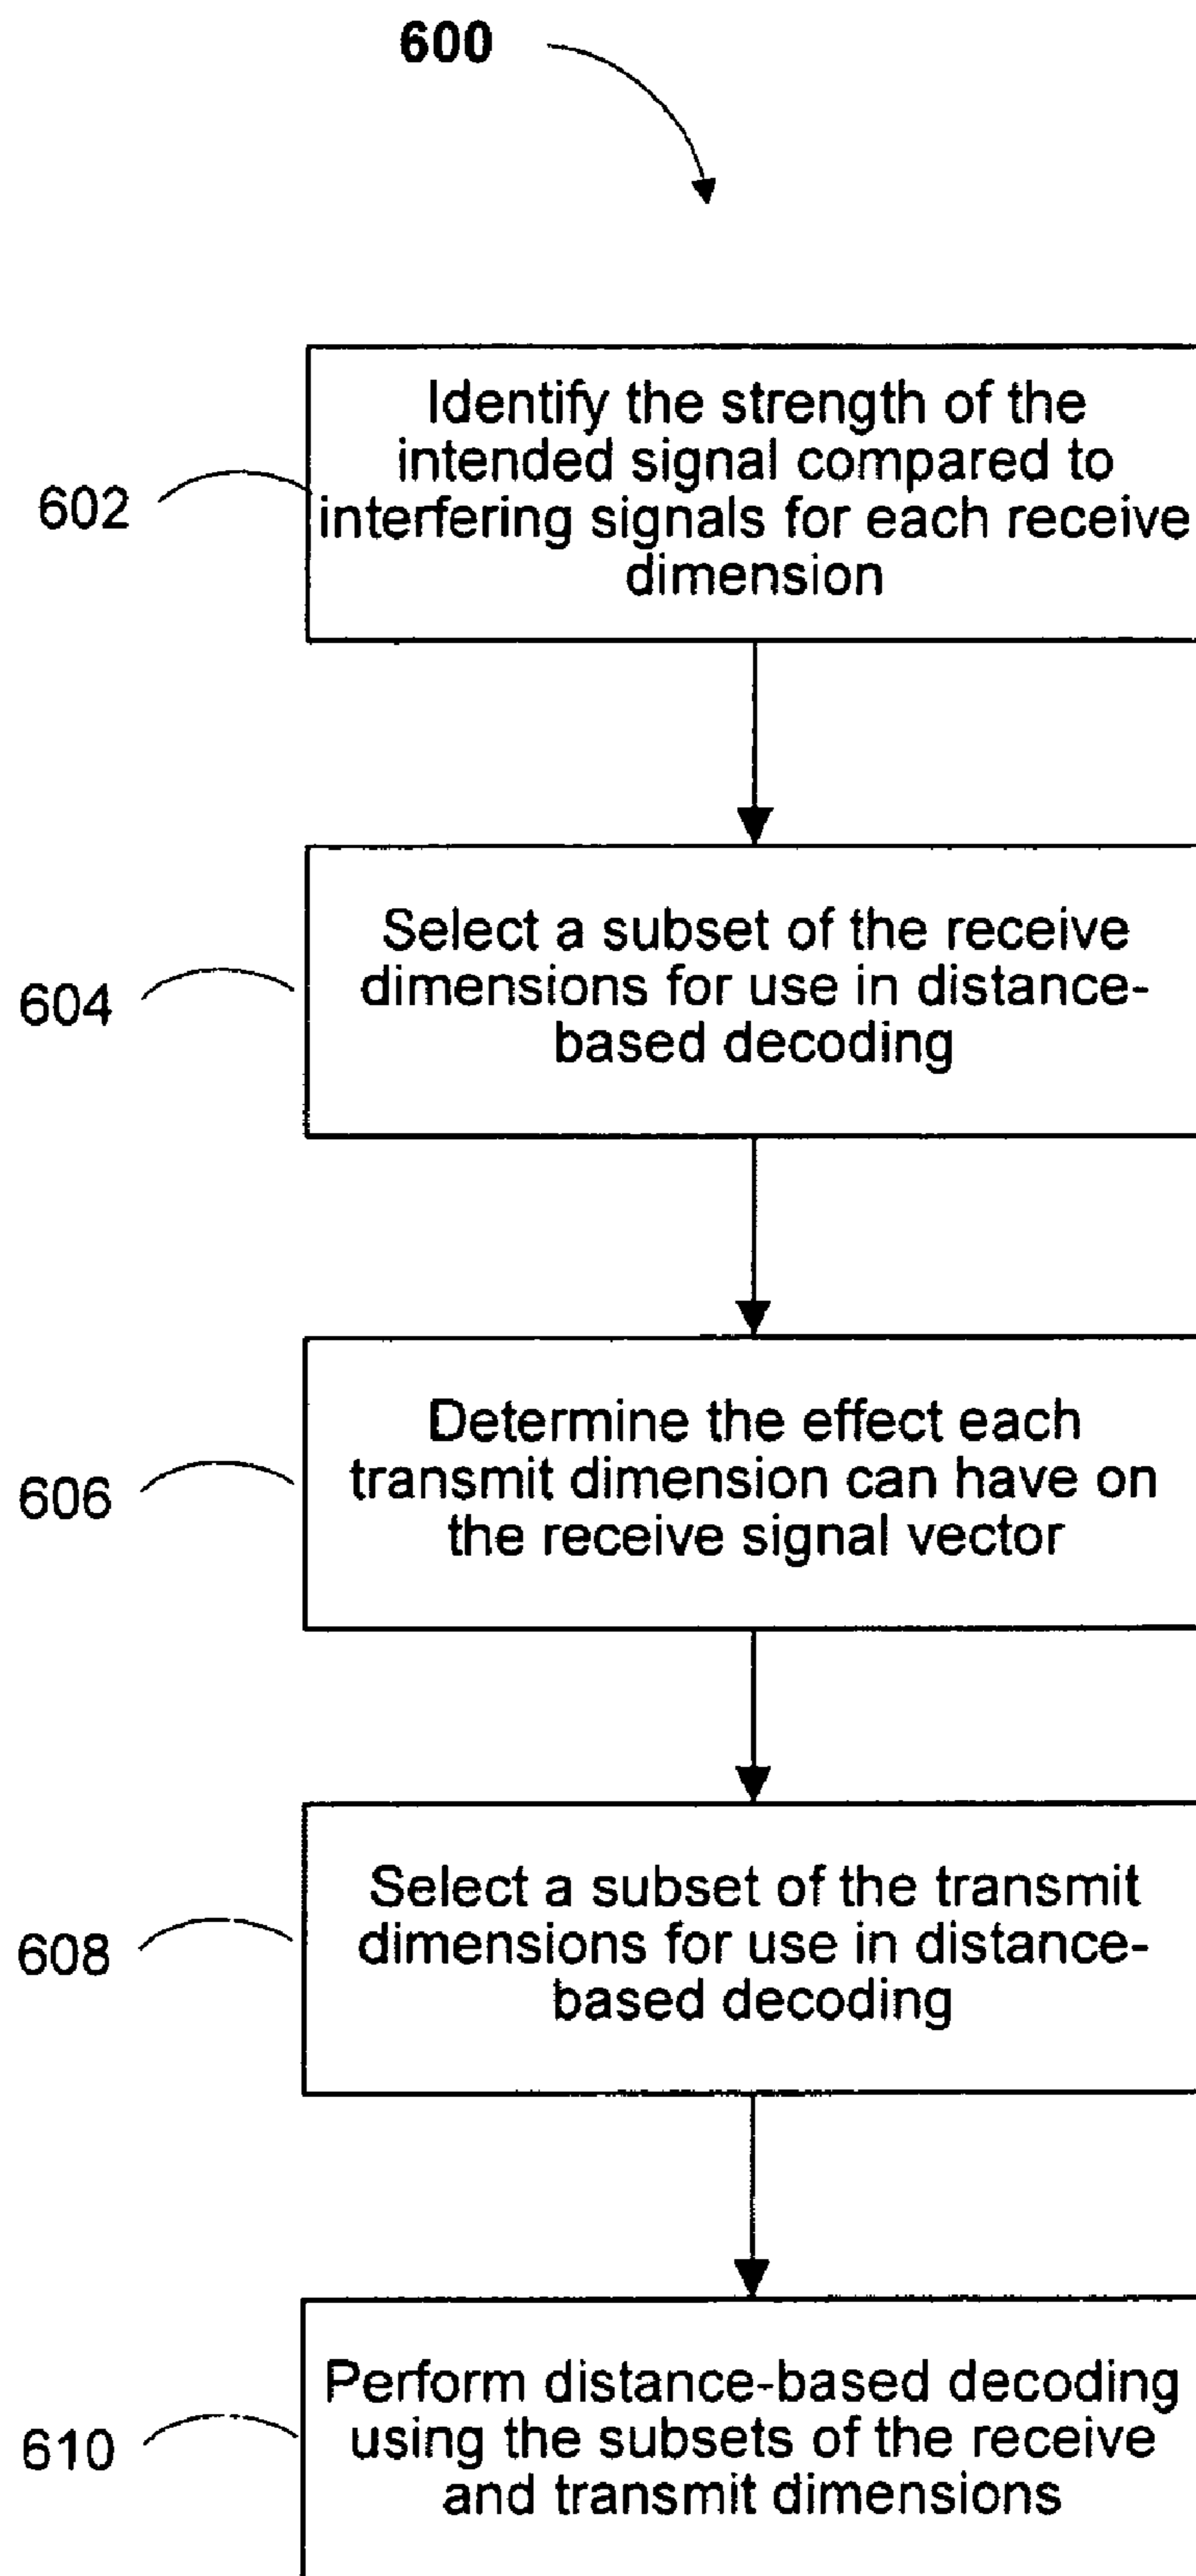 600
602
Identify the strength of the
intended signal compared to
interfering signals for each receive
dimension
604
Select a subset of the receive
dimensions for use in distance-
based decoding
606
Determine the effect each
transmit dimension can have on
the receive signal vector
608
Select a subset of the transmit
dimensions for use in distance-
based decoding
610
Perform distance-based decoding
using the subsets of the receive
and transmit dimensions